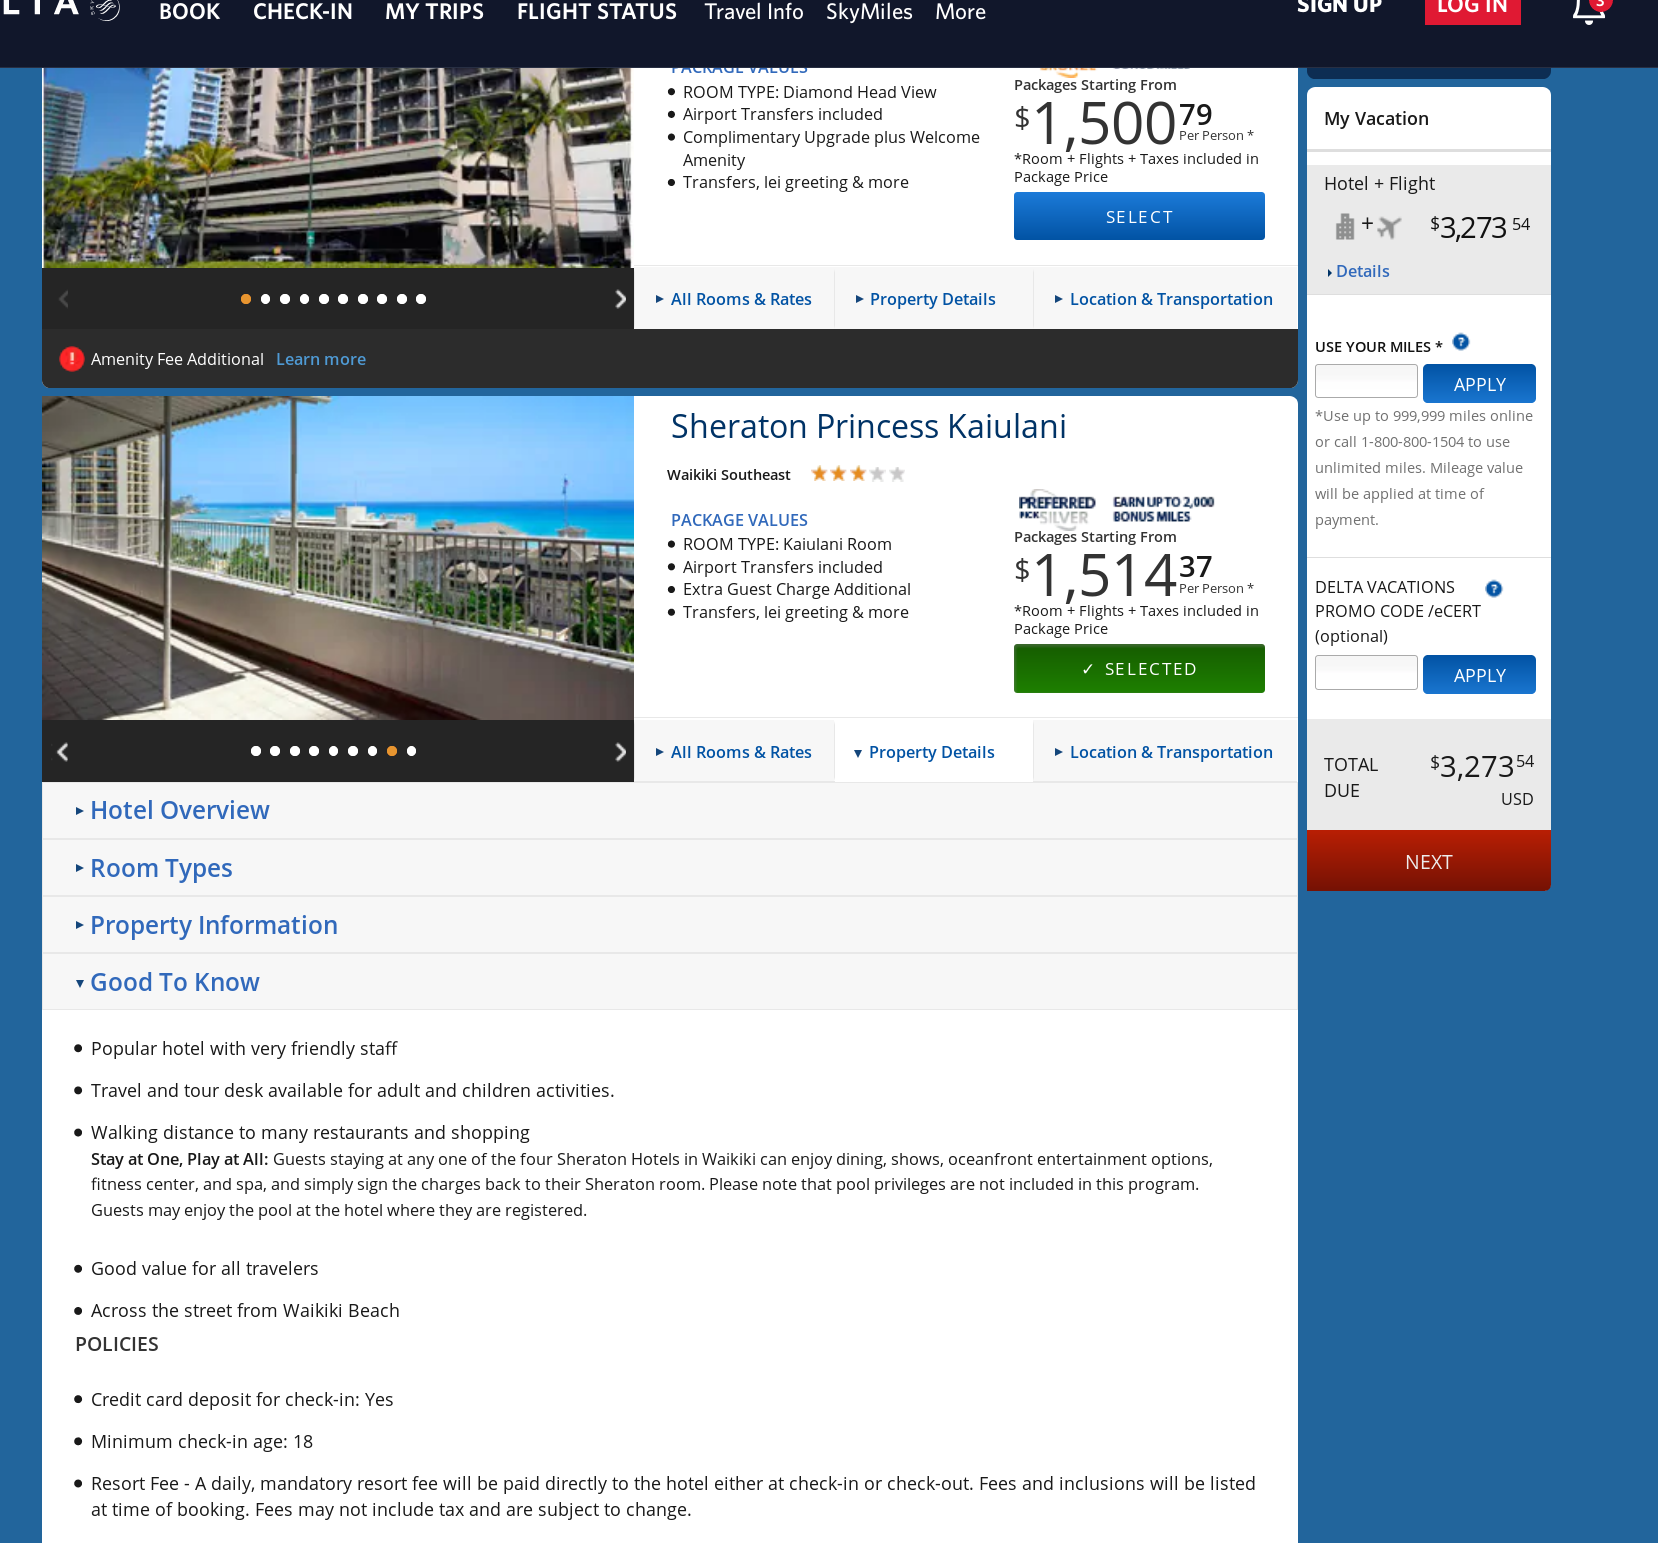 BOOK CHECK-IN MY TRIPS FLIGHT STATUS Travel Info SkyMiles More SIGN UP LOG IN 3
PACKAGE VALUES
ROOM TYPE: Diamond Head View
Airport Transfers included
Complimentary Upgrade plus Welcome
Amenity
Transfers, lei greeting & more
Packages Starting From
$1,500 79
Per Person *
*Room + Flights + Taxes included in
Package Price
SELECT
All Rooms & Rates Property Details Location & Transportation
Amenity Fee Additional Learn more
Sheraton Princess Kaiulani
Waikiki Southeast
PACKAGE VALUES
ROOM TYPE: Kaiulani Room
Airport Transfers included
Extra Guest Charge Additional
Transfers, lei greeting & more
PREFERRED
PICK SILVER
EARN UP TO 2,000
BONUS MILES
Packages Starting From
$1,514 37
Per Person *
*Room + Flights + Taxes included in
Package Price
✓ SELECTED
All Rooms & Rates Property Details Location & Transportation
Hotel Overview
Room Types
Property Information
Good To Know
Popular hotel with very friendly staff
Travel and tour desk available for adult and children activities.
Walking distance to many restaurants and shopping
Stay at One, Play at All: Guests staying at any one of the four Sheraton Hotels in Waikiki can enjoy dining, shows, oceanfront entertainment options,
fitness center, and spa, and simply sign the charges back to their Sheraton room. Please note that pool privileges are not included in this program.
Guests may enjoy the pool at the hotel where they are registered.
Good value for all travelers
Across the street from Waikiki Beach
POLICIES
Credit card deposit for check-in: Yes
Minimum check-in age: 18
Resort Fee - A daily, mandatory resort fee will be paid directly to the hotel either at check-in or check-out. Fees and inclusions will be listed
at time of booking. Fees may not include tax and are subject to change.
My Vacation
Hotel + Flight
+ $3,273 54
Details
USE YOUR MILES * ?
APPLY
*Use up to 999,999 miles online
or call 1-800-800-1504 to use
unlimited miles. Mileage value
will be applied at time of
payment.
DELTA VACATIONS ?
PROMO CODE /eCERT
(optional)
APPLY
TOTAL
DUE
$3,273 54
USD
NEXT